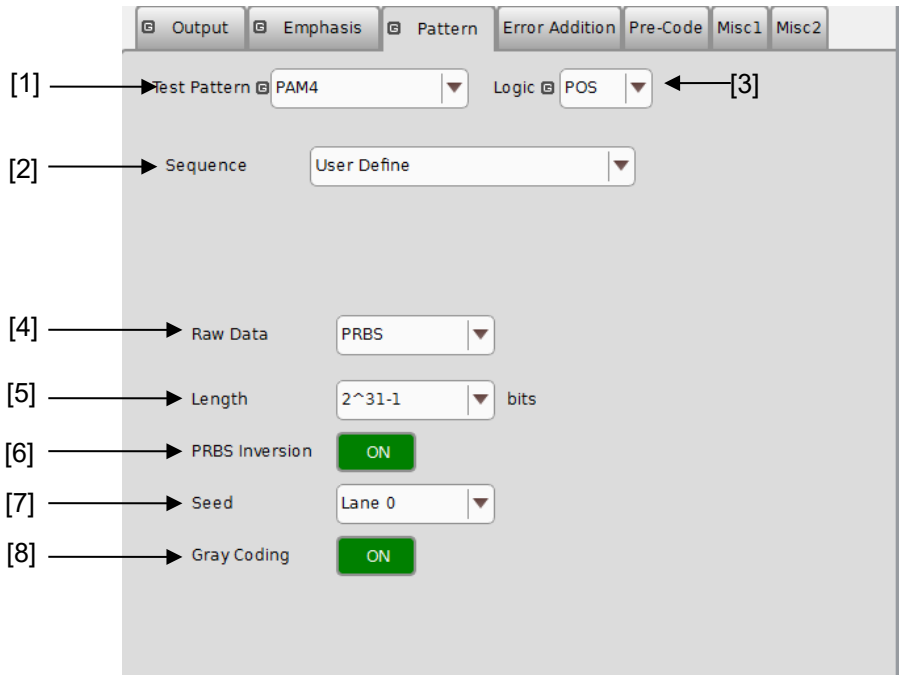 G Output G Emphasis G Pattern Error Addition Pre-Code Misc1 Misc2
[1] Test Pattern G PAM4 Logic G POS [3]
[2] Sequence User Define
[4] Raw Data PRBS
[5] Length 2^31-1 bits
[6] PRBS Inversion ON
[7] Seed Lane 0
[8] Gray Coding ON